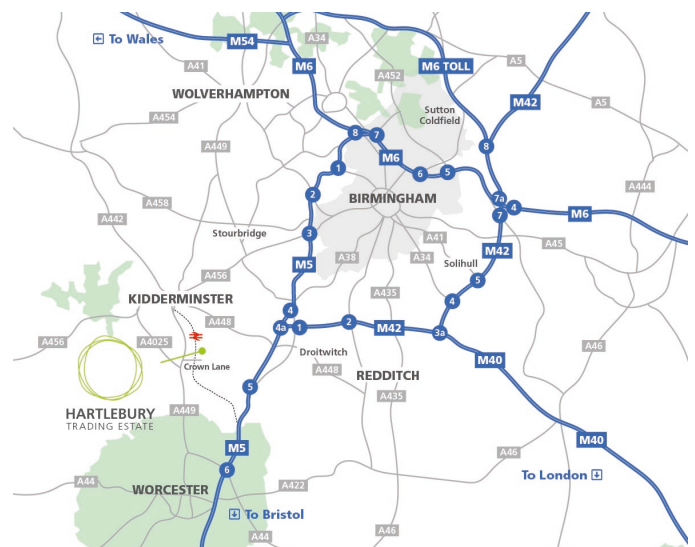 To Wales
M54
A34
M6
A41
A452
M6 TOLL
A5
WOLVERHAMPTON
M42
A5
Sutton
Coldfield
A454
A449
8
7
8
M6
1
6
5
A444
2
BIRMINGHAM
7a
4
A458
7
M6
A442
Stourbridge
3
A41
A45
M5
A38
A34
M42
Solihull
A456
5
A435
KIDDERMINSTER
4
4
A448
4a
1
2
M42
3a
A456
A4025
Droitwitch
A46
Crown Lane
M40
A448
REDDITCH
5
A435
HARTLEBURY
TRADING ESTATE
A449
M5
M40
A46
6
To London
A44
A422
WORCESTER
To Bristol
A46
A44